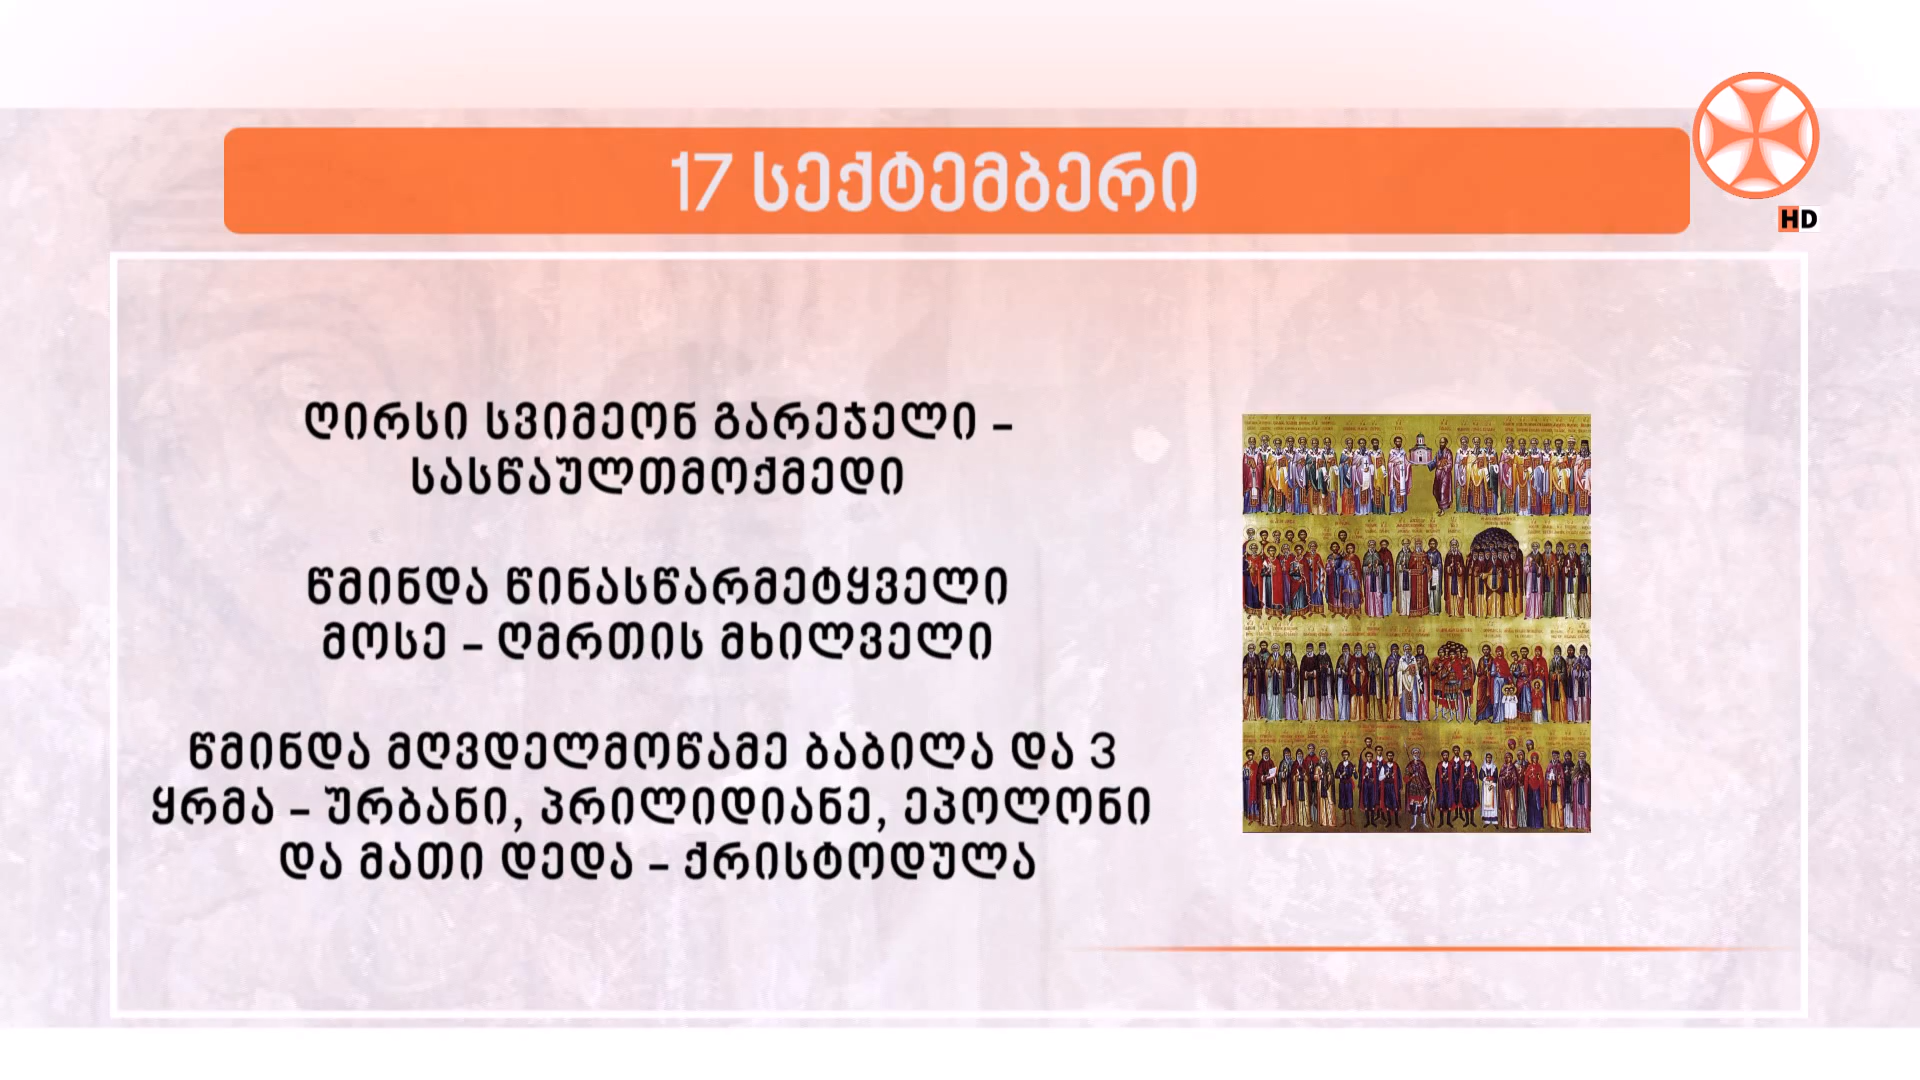 17 სექტემბერი
HD
ღირსი სვიმეონ გარეჯელი –
სასწაულთმოქმედი
წმინდა წინასწარმეტყველი
მოსე – ღმრთის მხილველი
წმინდა მღვდელმოწამე ბაბილა და 3
ყრმა – ურბანი, პრილიდიანე, ეპოლონი
და მათი დედა – ქრისტოდულა